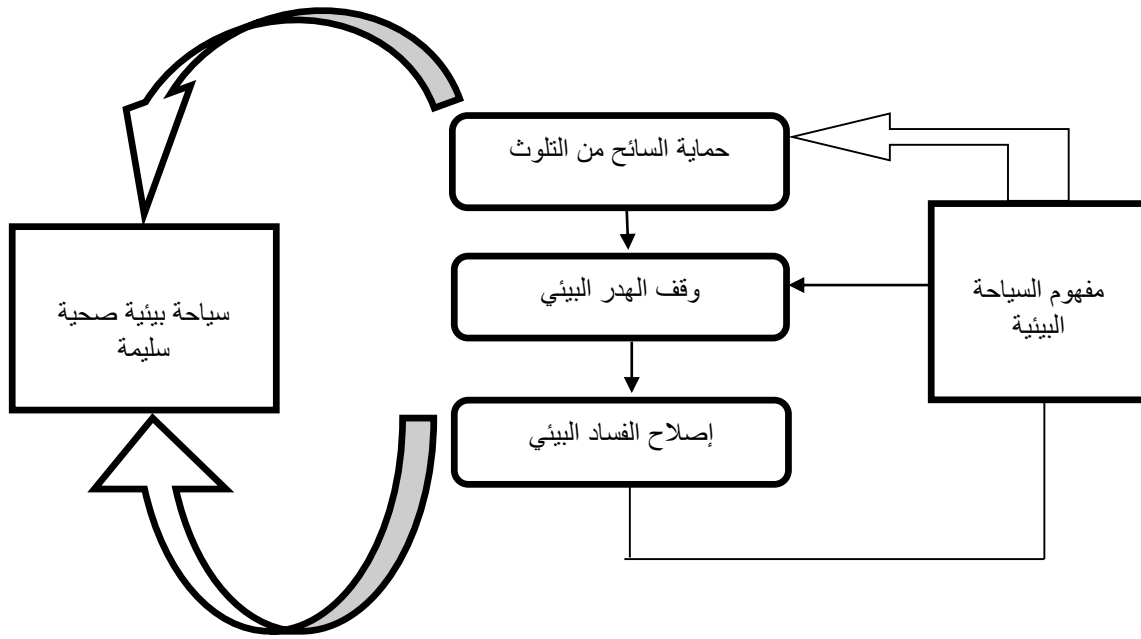 حماية السائح من التلوث
وقف الهدر البيئي
مفهوم السياحة
البيئية
سياحة بيئية صحية
سليمة
إصلاح الفساد البيئي